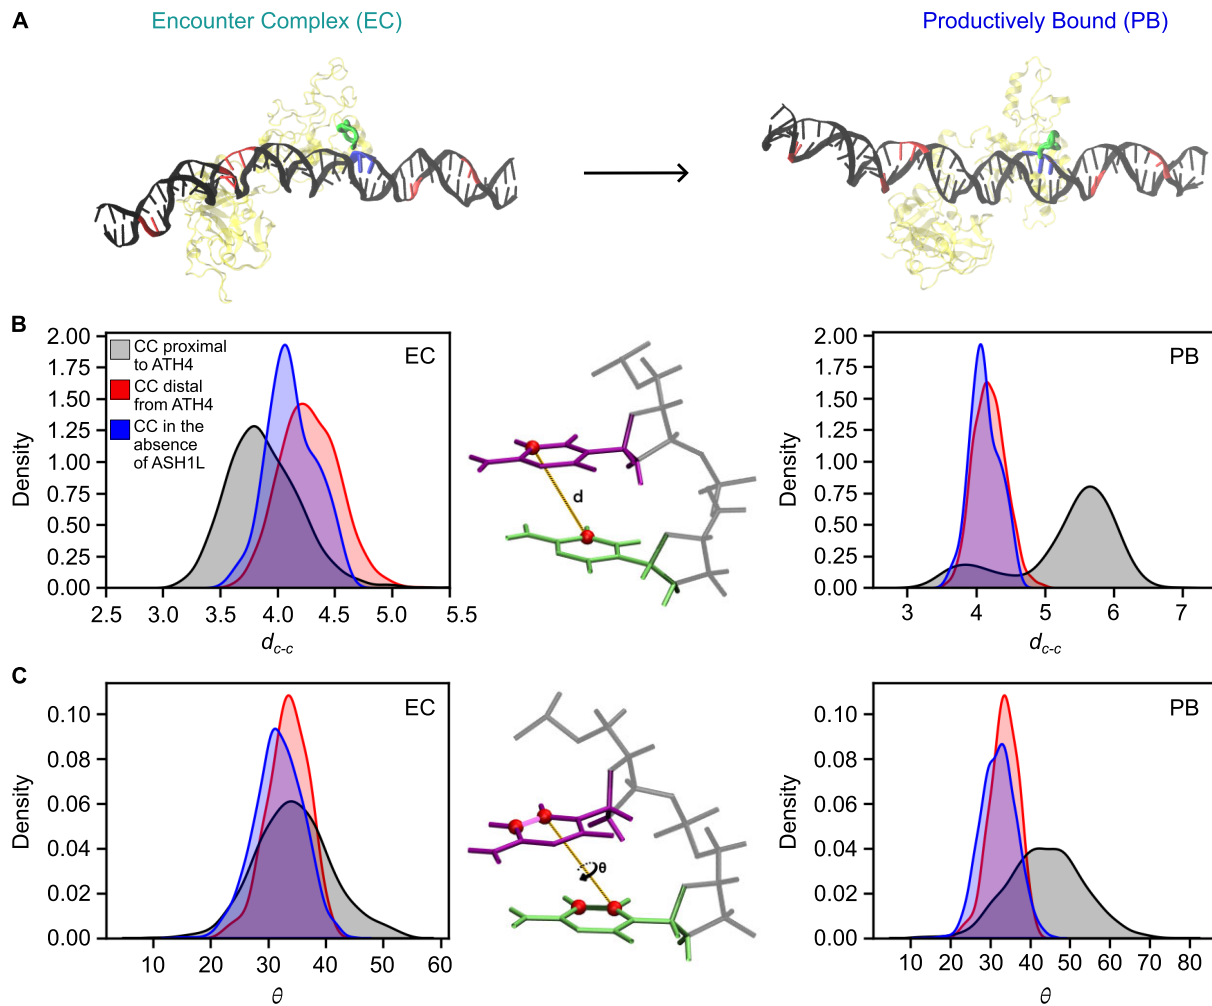 A
Encounter Complex (EC)
Productively Bound (PB)
B
2.00
1.75
1.50
1.25
1.00
0.75
0.50
0.25
0.00
Density
CC proximal
to ATH4
CC distal
from ATH4
CC in the
absence
of ASH1L
EC
2.5 3.0 3.5 4.0 4.5 5.0 5.5
dc-c
d
2.00
1.75
1.50
1.25
1.00
0.75
0.50
0.25
0.00
Density
PB
3 4 5 6 7
dc-c
C
0.10
0.08
0.06
0.04
0.02
0.00
Density
EC
10 20 30 40 50 60
θ
θ
0.10
0.08
0.06
0.04
0.02
0.00
Density
PB
10 20 30 40 50 60 70 80
θ